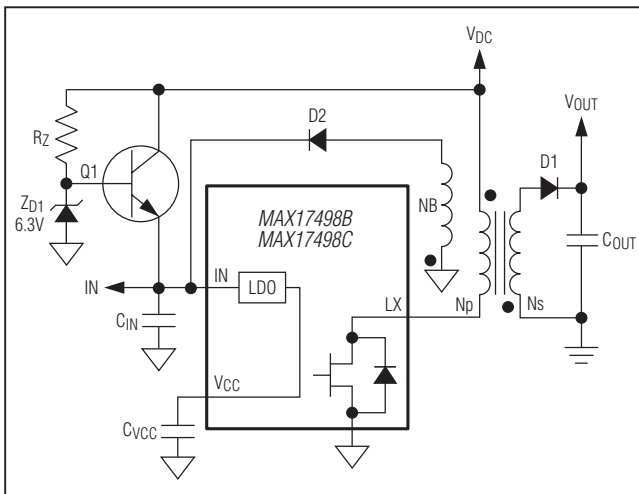 VDC
D2
VOUT
RZ
D1
Q1
ZD1
6.3V
NB
MAX17498B
MAX17498C
COUT
IN
IN
LDO
LX
Np
Ns
CIN
VCC
CVCC